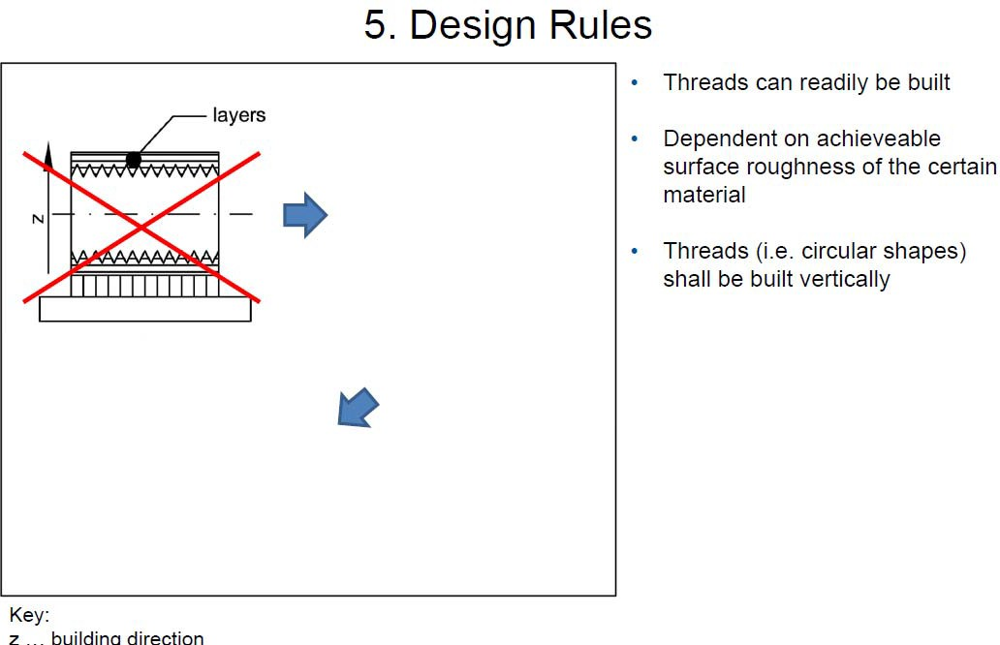 5. Design Rules
layers
z
• Threads can readily be built
• Dependent on achieveable
surface roughness of the certain
material
• Threads (i.e. circular shapes)
shall be built vertically
Key:
z ... building direction